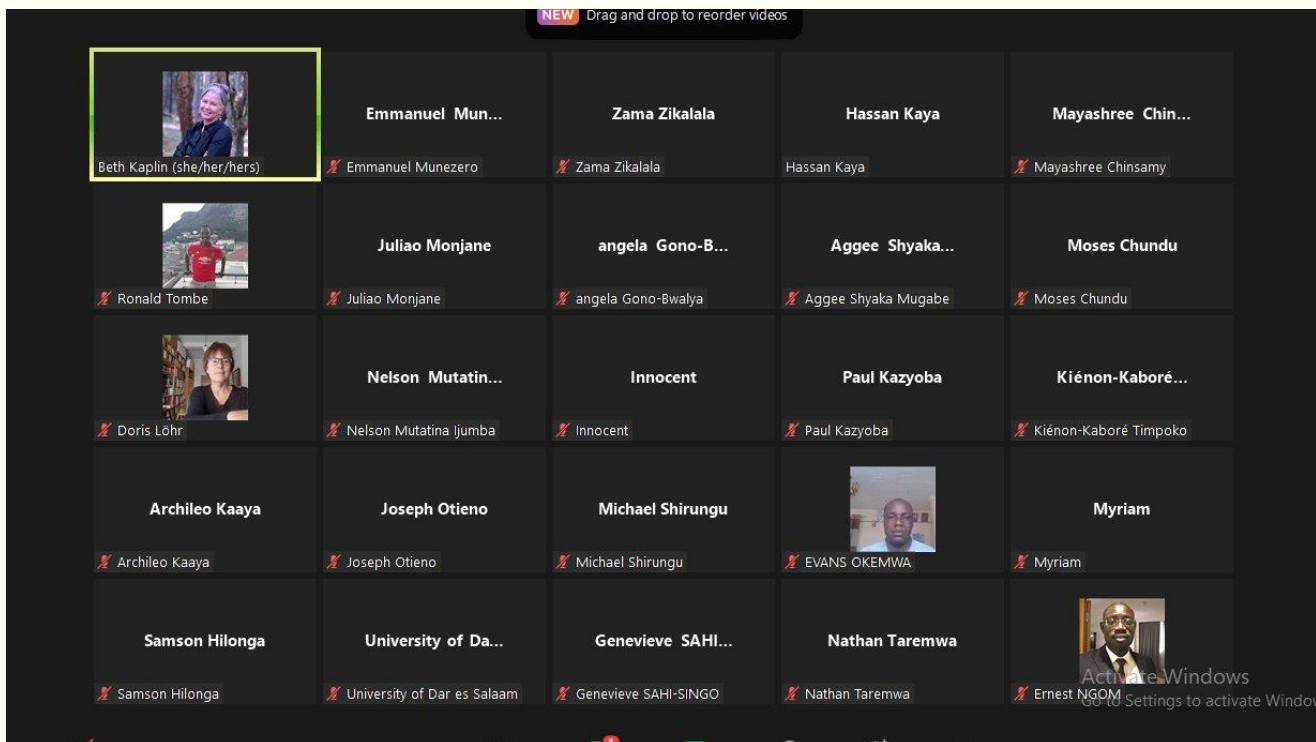 NEW Drag and drop to reorder videos
Beth Kaplin (she/her/hers)
Emmanuel Mun...
Emmanuel Munezero
Zama Zikalala
Zama Zikalala
Hassan Kaya
Hassan Kaya
Mayashree Chin...
Mayashree Chinsamy
Ronald Tombe
Juliao Monjane
Juliao Monjane
angela Gono-B...
angela Gono-Bwalya
Aggee Shyaka...
Aggee Shyaka Mugabe
Moses Chundu
Moses Chundu
Doris Löhr
Nelson Mutatin...
Nelson Mutatina Ijumba
Innocent
Innocent
Paul Kazyoba
Paul Kazyoba
Kiénon-Kaboré...
Kiénon-Kaboré Timpoko
Archileo Kaaya
Archileo Kaaya
Joseph Otieno
Joseph Otieno
Michael Shirungu
Michael Shirungu
EVANS OKEMWA
Myriam
Myriam
Samson Hilonga
Samson Hilonga
University of Da...
University of Dar es Salaam
Genevieve SAHI...
Genevieve SAHI-SINGO
Nathan Taremwa
Nathan Taremwa
Ernest NGOM
Activate Windows
Go to Settings to activate Window